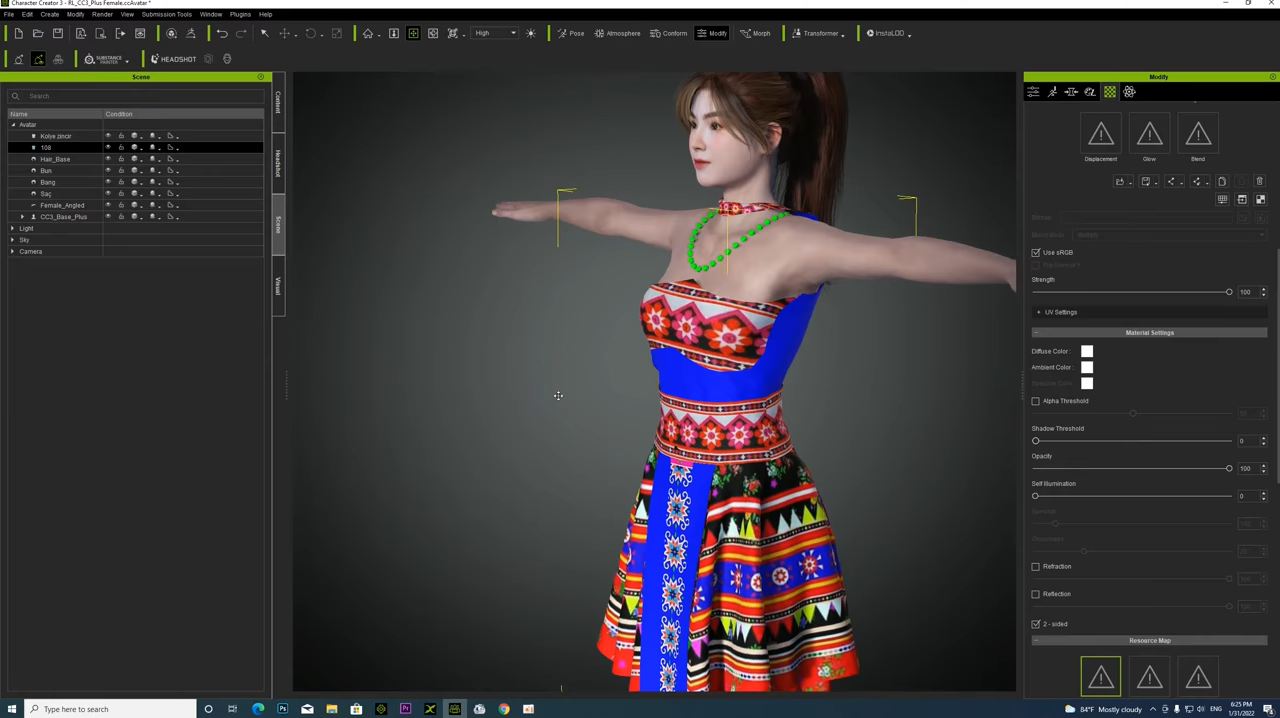 Character Creator 3 - RL_CC3_Plus Female.ccAvatar *
File Edit Create Modify Render View Submission Tools Window Plugins Help
High Pose Atmosphere Conform Modify Morph Transformer InstaLOD
SUBSTANCE PAINTER HEADSHOT
Scene
Modify
Content
Headshot
Scene
Visual
Search
Name Condition
Avatar
Kolye zincir
108
Hair_Base
Bun
Bang
Saç
Female_Angled
CC3_Base_Plus
Light
Sky
Camera
Displacement Glow Blend
Use sRGB
Strength
100
UV Settings
Material Settings
Diffuse Color :
Ambient Color :
Specular Color :
Alpha Threshold
Shadow Threshold
0
Opacity
100
Self Illumination
0
Specular
Glossiness
Refraction
Reflection
2 - sided
Resource Map
Type here to search
84°F Mostly cloudy
6:25 PM
1/31/2022